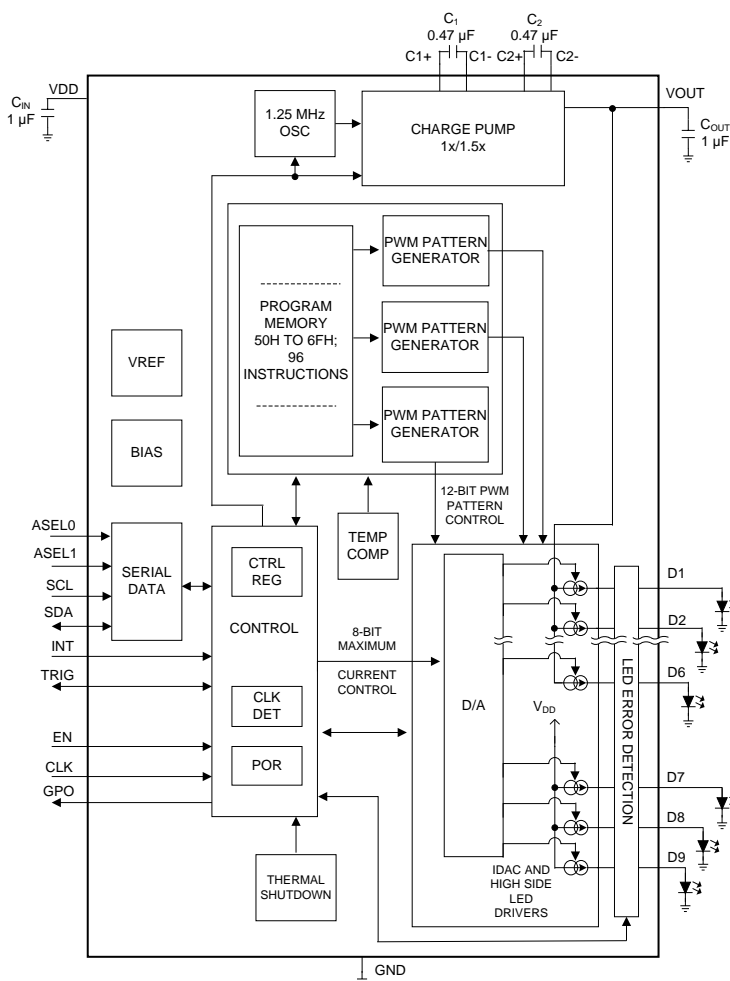 C1
0.47 µF
C2
0.47 µF
C1+
C1-
C2+
C2-
VDD
CIN
1 µF
1.25 MHz
OSC
CHARGE PUMP
1x/1.5x
VOUT
COUT
1 µF
PROGRAM
MEMORY
50H TO 6FH;
96
INSTRUCTIONS
PWM PATTERN
GENERATOR
PWM PATTERN
GENERATOR
PWM PATTERN
GENERATOR
VREF
BIAS
12-BIT PWM
PATTERN
CONTROL
TEMP
COMP
ASEL0
ASEL1
SCL
SDA
INT
TRIG
EN
CLK
GPO
SERIAL
DATA
CTRL
REG
CONTROL
CLK
DET
POR
8-BIT
MAXIMUM
CURRENT
CONTROL
D/A
VDD
IDAC AND
HIGH SIDE
LED
DRIVERS
LED ERROR DETECTION
D1
D2
D6
D7
D8
D9
THERMAL
SHUTDOWN
GND